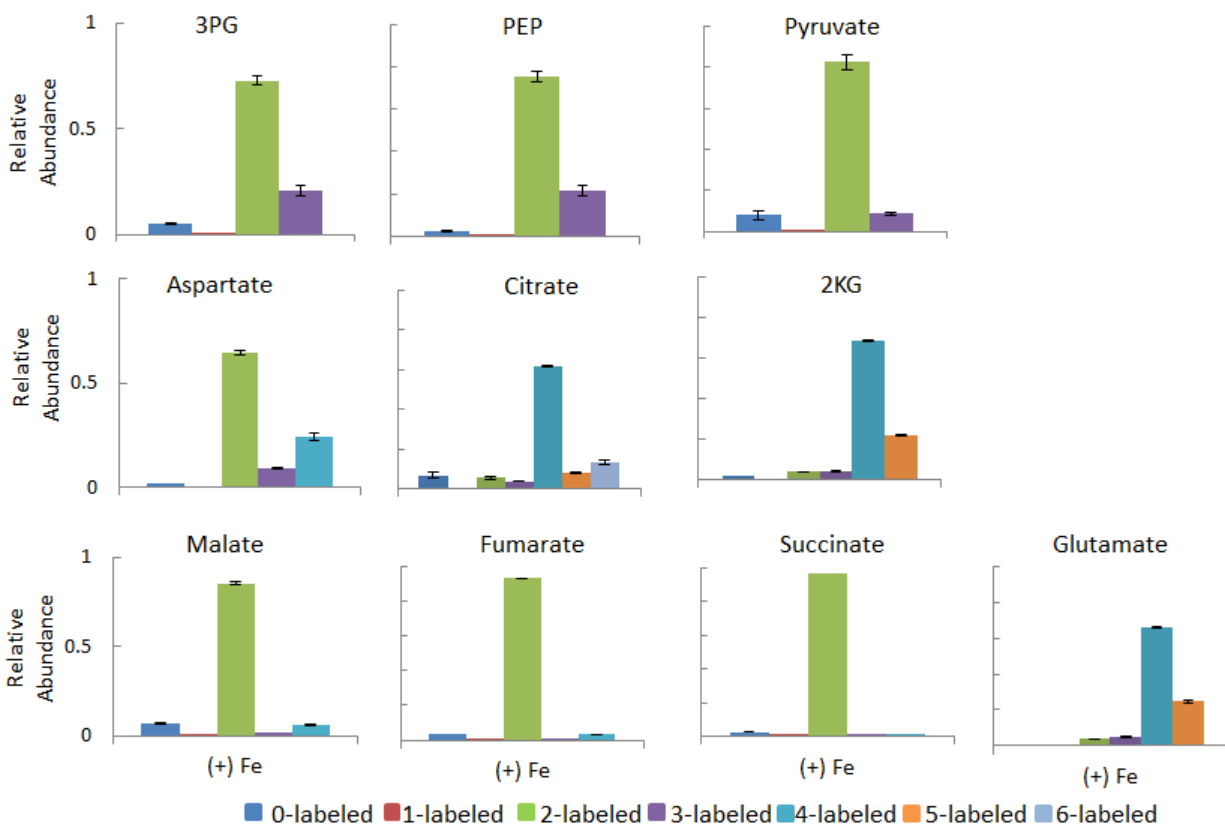 3PG PEP Pyruvate
Relative
Abundance
1
0.5
0
Aspartate Citrate 2KG
Relative
Abundance
1
0.5
0
Malate Fumarate Succinate Glutamate
Relative
Abundance
1
0.5
0
(+) Fe (+) Fe (+) Fe (+) Fe
0-labeled 1-labeled 2-labeled 3-labeled 4-labeled 5-labeled 6-labeled